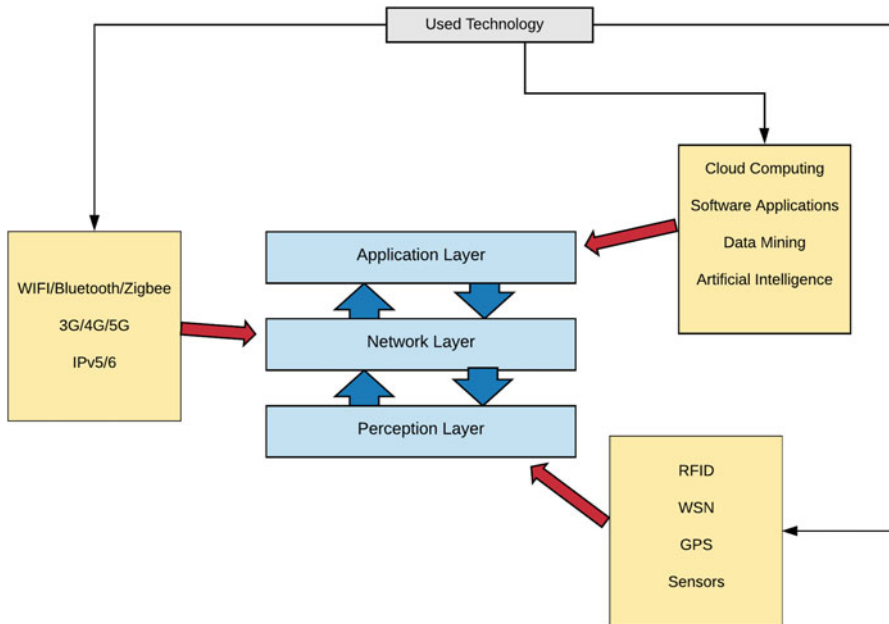 Used Technology
Cloud Computing
Software Applications
Data Mining
Artificial Intelligence
WIFI/Bluetooth/Zigbee
3G/4G/5G
IPv5/6
Application Layer
Network Layer
Perception Layer
RFID
WSN
GPS
Sensors